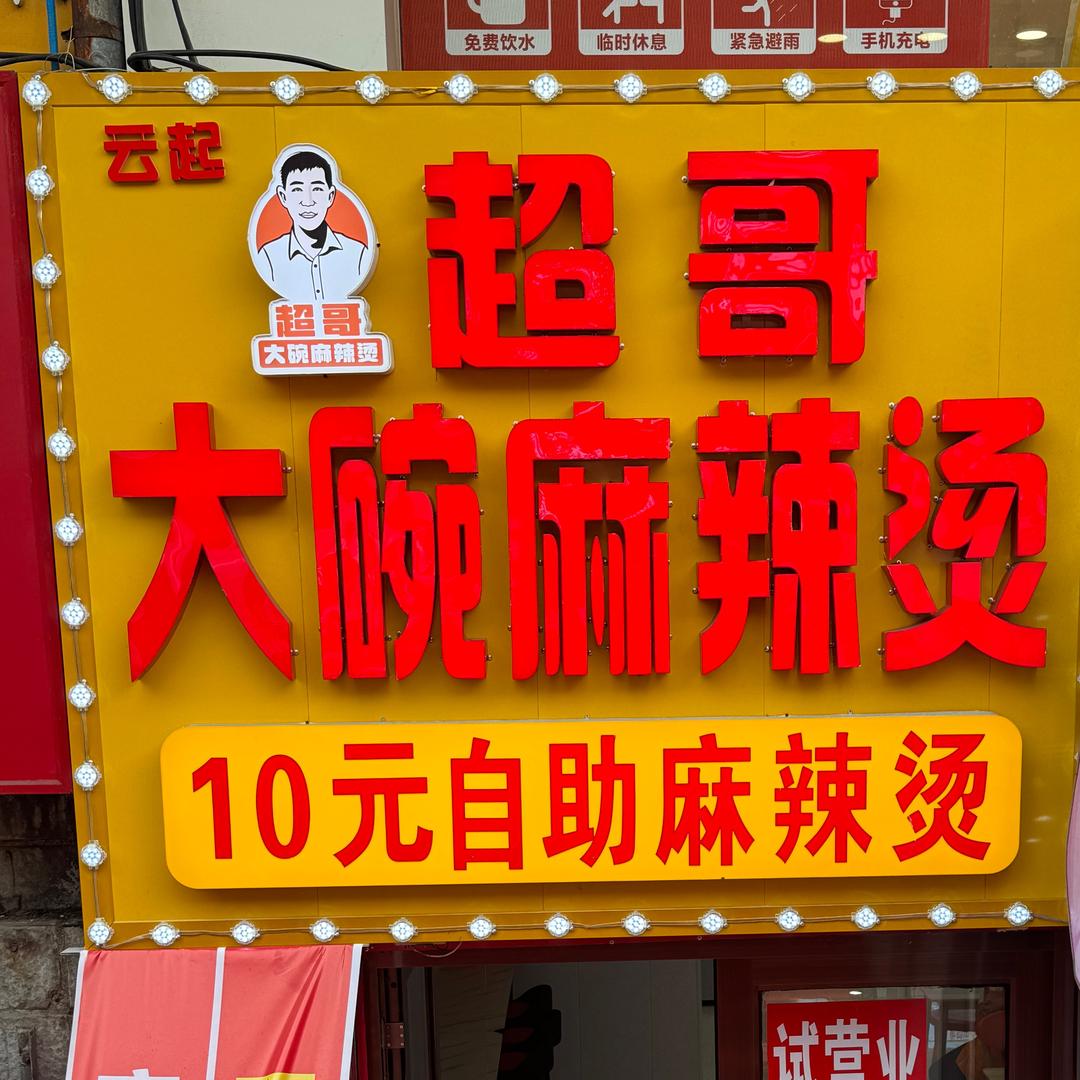 免费饮水 临时休息 紧急避雨 手机充电
云起
超哥
大碗麻辣烫
超哥
大碗麻辣烫
10元自助麻辣烫
试营业